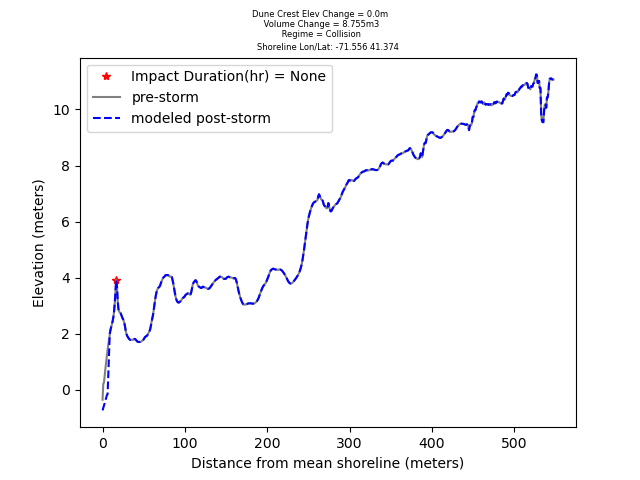 Dune Crest Elev Change = 0.0m
Volume Change = 8.755m3
Regime = Collision
Shoreline Lon/Lat: -71.556 41.374
Impact Duration(hr) = None
pre-storm
modeled post-storm
Elevation (meters)
10
8
6
4
2
0
0 100 200 300 400 500
Distance from mean shoreline (meters)